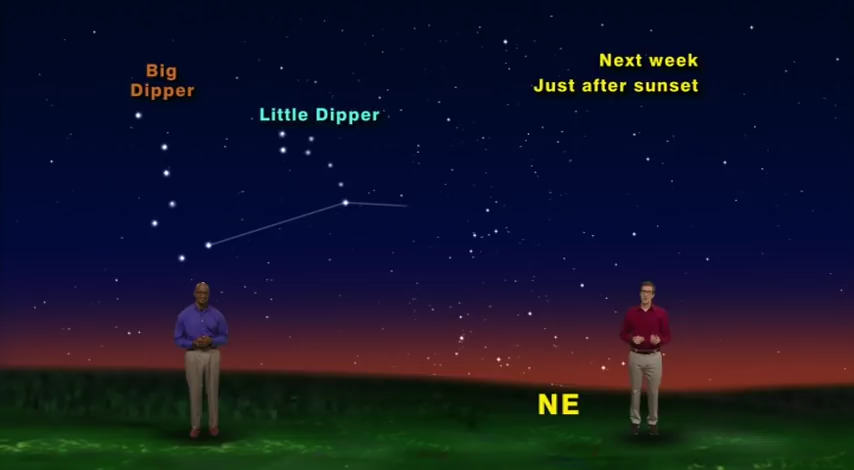 Next week
Just after sunset
Big
Dipper
Little Dipper
NE